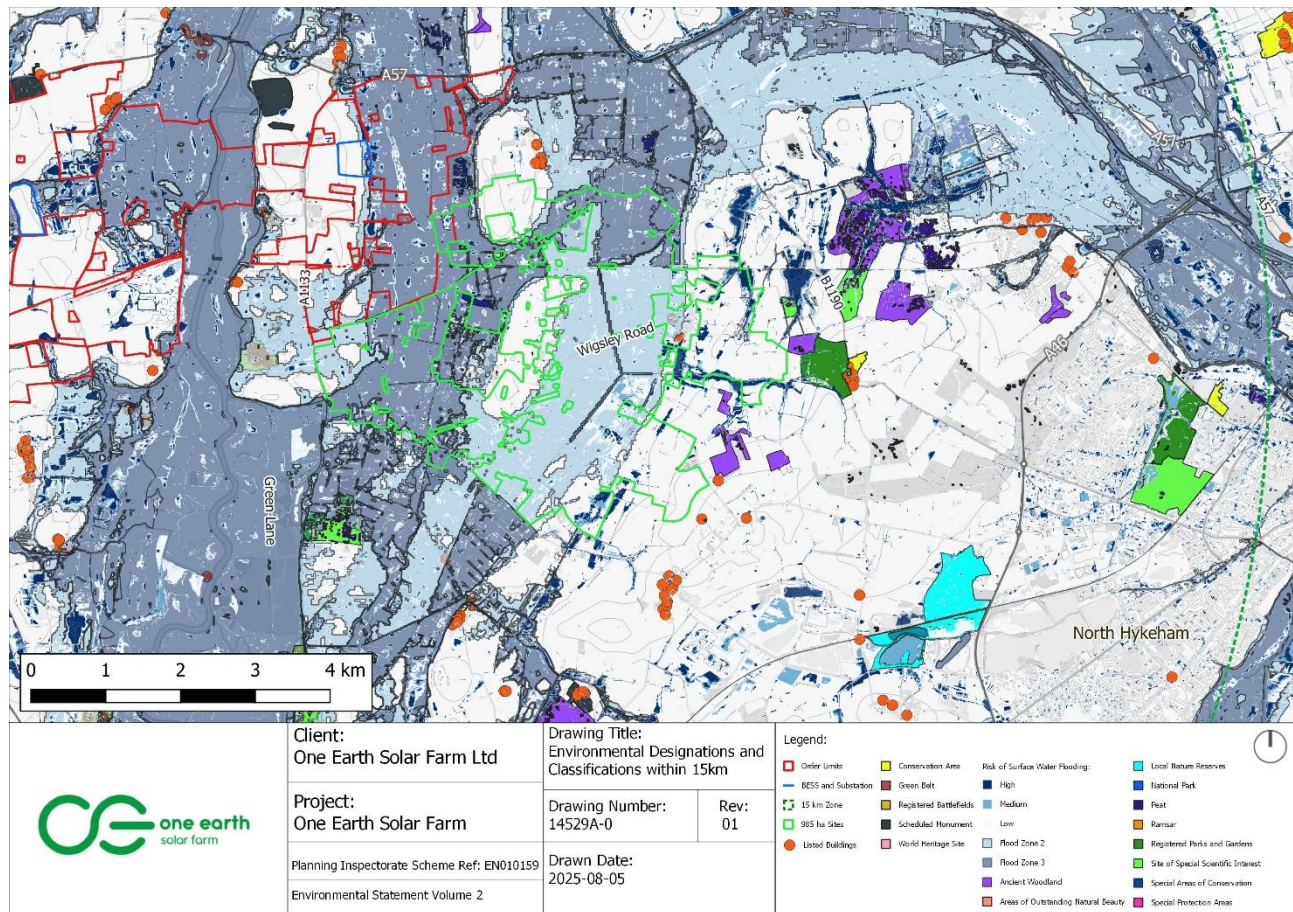 A57
A57
A57
A1133
B1190
Wigsley Road
A46
Green Lane
North Hykeham
0 1 2 3 4 km
one earth
solar farm
Client:
One Earth Solar Farm Ltd
Project:
One Earth Solar Farm
Planning Inspectorate Scheme Ref: EN010159
Environmental Statement Volume 2
Drawing Title:
Environmental Designations and
Classifications within 15km
Drawing Number:
14529A-0
Rev:
01
Drawn Date:
2025-08-05
Legend:
Order Limits
BESS and Substation
15 km Zone
985 ha Sites
Listed Buildings
Conservation Area
Green Belt
Registered Battlefields
Scheduled Monument
World Heritage Site
Risk of Surface Water Flooding:
High
Medium
Low
Flood Zone 2
Flood Zone 3
Ancient Woodland
Areas of Outstanding Natural Beauty
Local Nature Reserves
National Park
Peat
Ramsar
Registered Parks and Gardens
Site of Special Scientific Interest
Special Areas of Conservation
Special Protection Areas